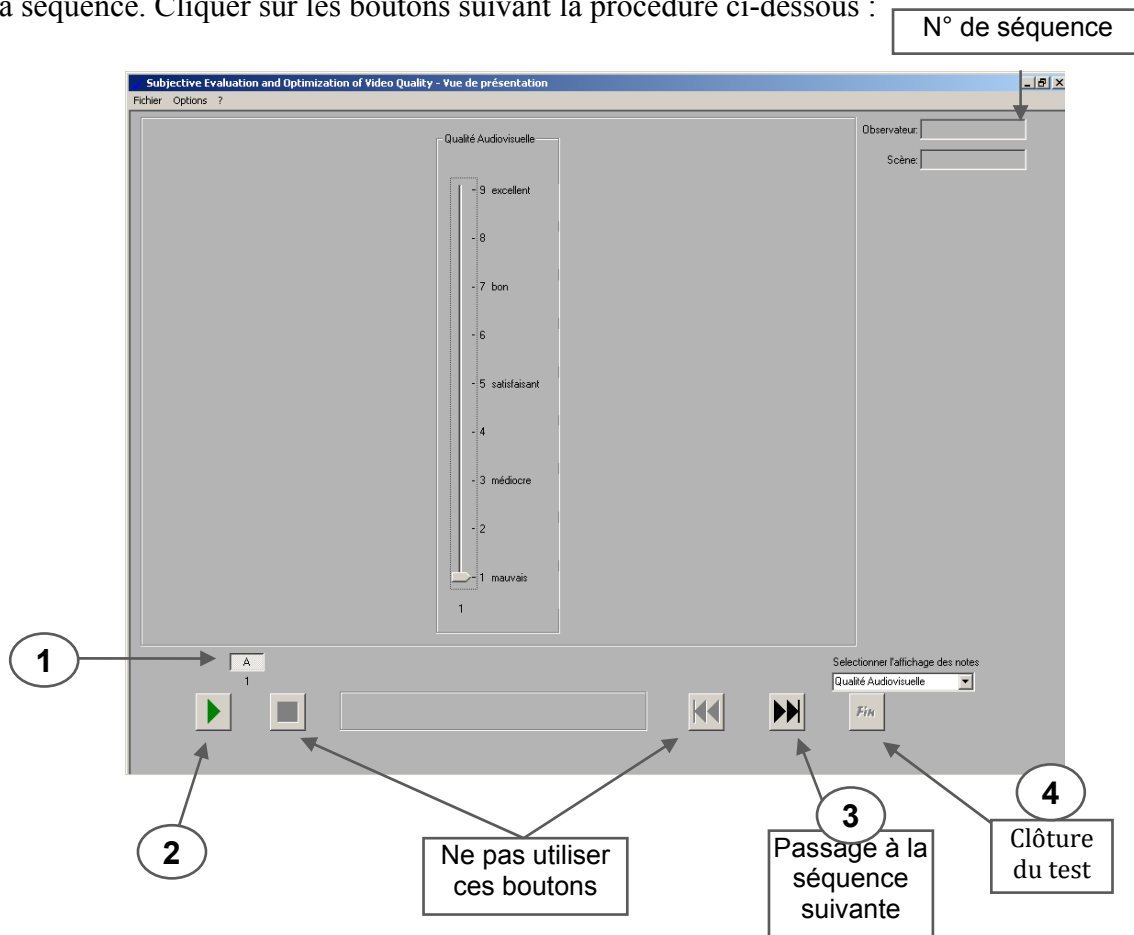 a séquence. Cliquer sur les boutons suivant la procédure ci-dessous :
N° de séquence
Subjective Evaluation and Optimization of Video Quality - Vue de présentation
Fichier Options ?
Observateur:
Scène:
Qualité Audiovisuelle
9 excellent
8
7 bon
6
5 satisfaisant
4
3 médiocre
2
1 mauvais
1
1
A
1
Selectionner l'affichage des notes
Qualité Audiovisuelle
Fin
2
Ne pas utiliser
ces boutons
3
Passage à la
séquence
suivante
4
Clôture
du test